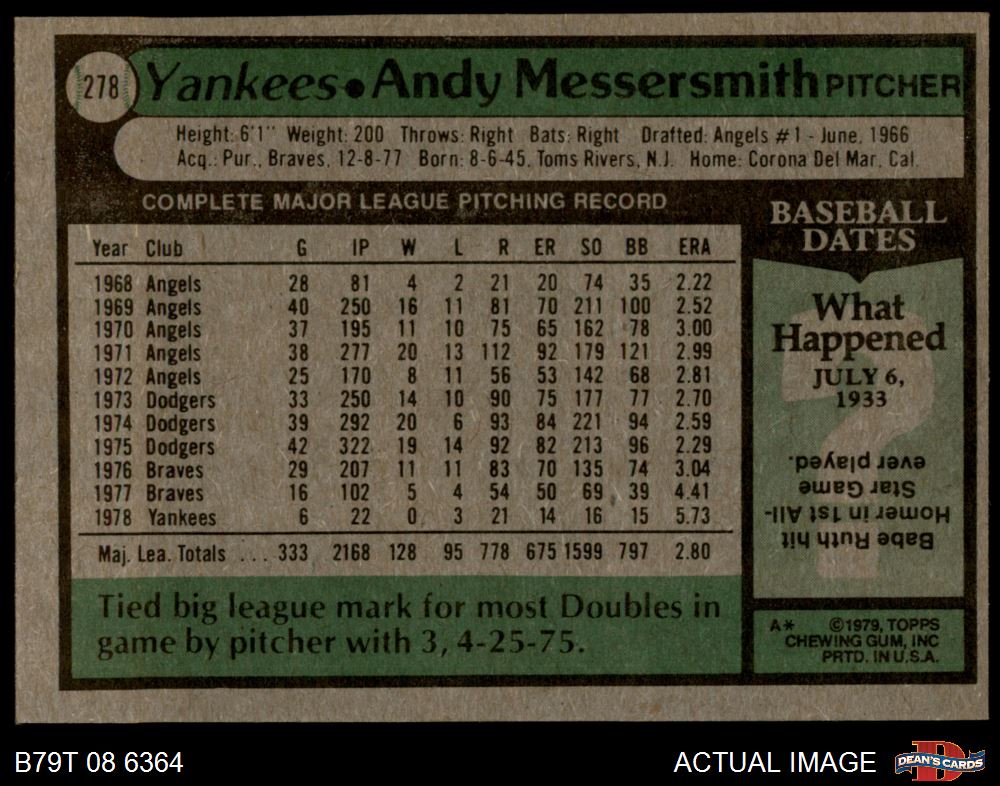 278 Yankees • Andy Messersmith PITCHER
Height: 6'1" Weight: 200 Throws: Right Bats: Right Drafted: Angels #1 - June, 1966
Acq.: Pur., Braves, 12-8-77 Born: 8-6-45, Toms Rivers, N.J. Home: Corona Del Mar, Cal.
COMPLETE MAJOR LEAGUE PITCHING RECORD
Year Club G IP W L R ER SO BB ERA
1968 Angels 28 81 4 2 21 20 74 35 2.22
1969 Angels 40 250 16 11 81 70 211 100 2.52
1970 Angels 37 195 11 10 75 65 162 78 3.00
1971 Angels 38 277 20 13 112 92 179 121 2.99
1972 Angels 25 170 8 11 56 53 142 68 2.81
1973 Dodgers 33 250 14 10 90 75 177 77 2.70
1974 Dodgers 39 292 20 6 93 84 221 94 2.59
1975 Dodgers 42 322 19 14 92 82 213 96 2.29
1976 Braves 29 207 11 11 83 70 135 74 3.04
1977 Braves 16 102 5 4 54 50 69 39 4.41
1978 Yankees 6 22 0 3 21 14 16 15 5.73
Maj. Lea. Totals ... 333 2168 128 95 778 675 1599 797 2.80
Tied big league mark for most Doubles in
game by pitcher with 3, 4-25-75.
BASEBALL
DATES
What
Happened
JULY 6,
1933
Babe Ruth hit
Homer in 1st All-
Star Game
ever played.
A* ©1979, TOPPS
CHEWING GUM, INC
PRTD. IN U.S.A.
B79T 08 6364
ACTUAL IMAGE
D
DEAN'S CARDS